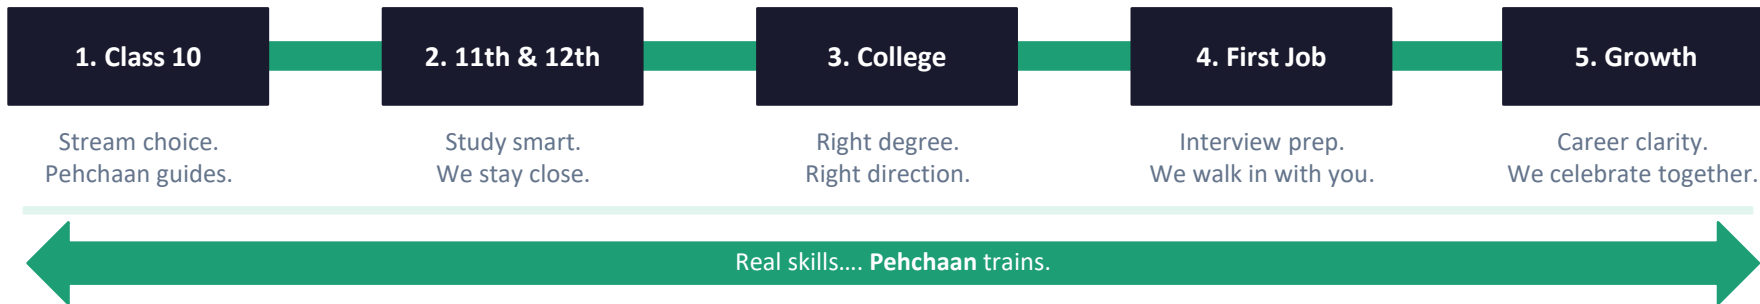 1. Class 10
2. 11th & 12th
3. College
4. First Job
5. Growth
Stream choice.
Pehchaan guides.
Study smart.
We stay close.
Right degree.
Right direction.
Interview prep.
We walk in with you.
Career clarity.
We celebrate together.
Real skills.... Pehchaan trains.